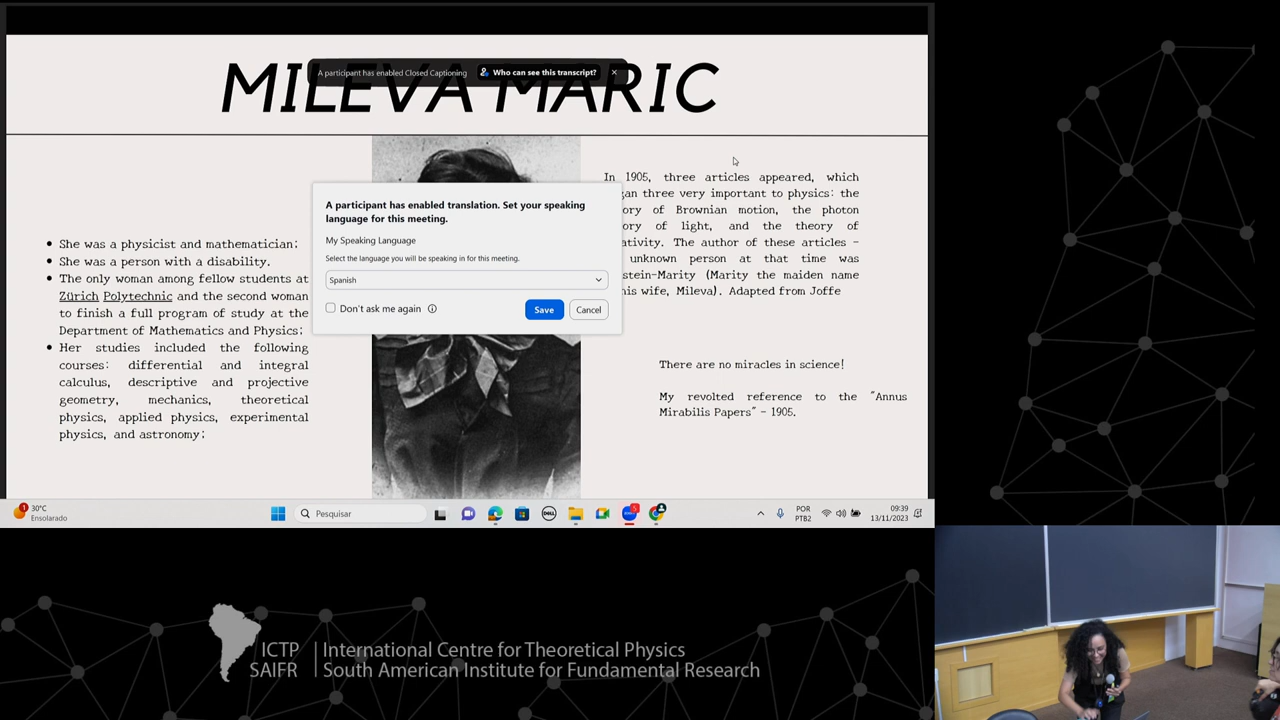 MILEVA MARIC
A participant has enabled Closed Captioning
Who can see this transcript?
She was a physicist and mathematician;
She was a person with a disability.
The only woman among fellow students at
Zürich Polytechnic and the second woman
to finish a full program of study at the
Department of Mathematics and Physics;
Her studies included the following
courses: differential and integral
calculus, descriptive and projective
geometry, mechanics, theoretical
physics, applied physics, experimental
physics, and astronomy;
A participant has enabled translation. Set your speaking
language for this meeting.
My Speaking Language
Select the language you will be speaking in for this meeting.
Spanish
Don't ask me again
Save
Cancel
In 1905, three articles appeared, which
gan three very important to physics: the
ory of Brownian motion, the photon
ory of light, and the theory of
ativity. The author of these articles -
unknown person at that time was
stein-Marity (Marity the maiden name
his wife, Mileva). Adapted from Joffe
There are no miracles in science!
My revolted reference to the "Annus
Mirabilis Papers" - 1905.
1
30°C
Ensolarado
Pesquisar
DELL
5
POR
PTB2
09:39
13/11/2023
ICTP
SAIFR
International Centre for Theoretical Physics
South American Institute for Fundamental Research